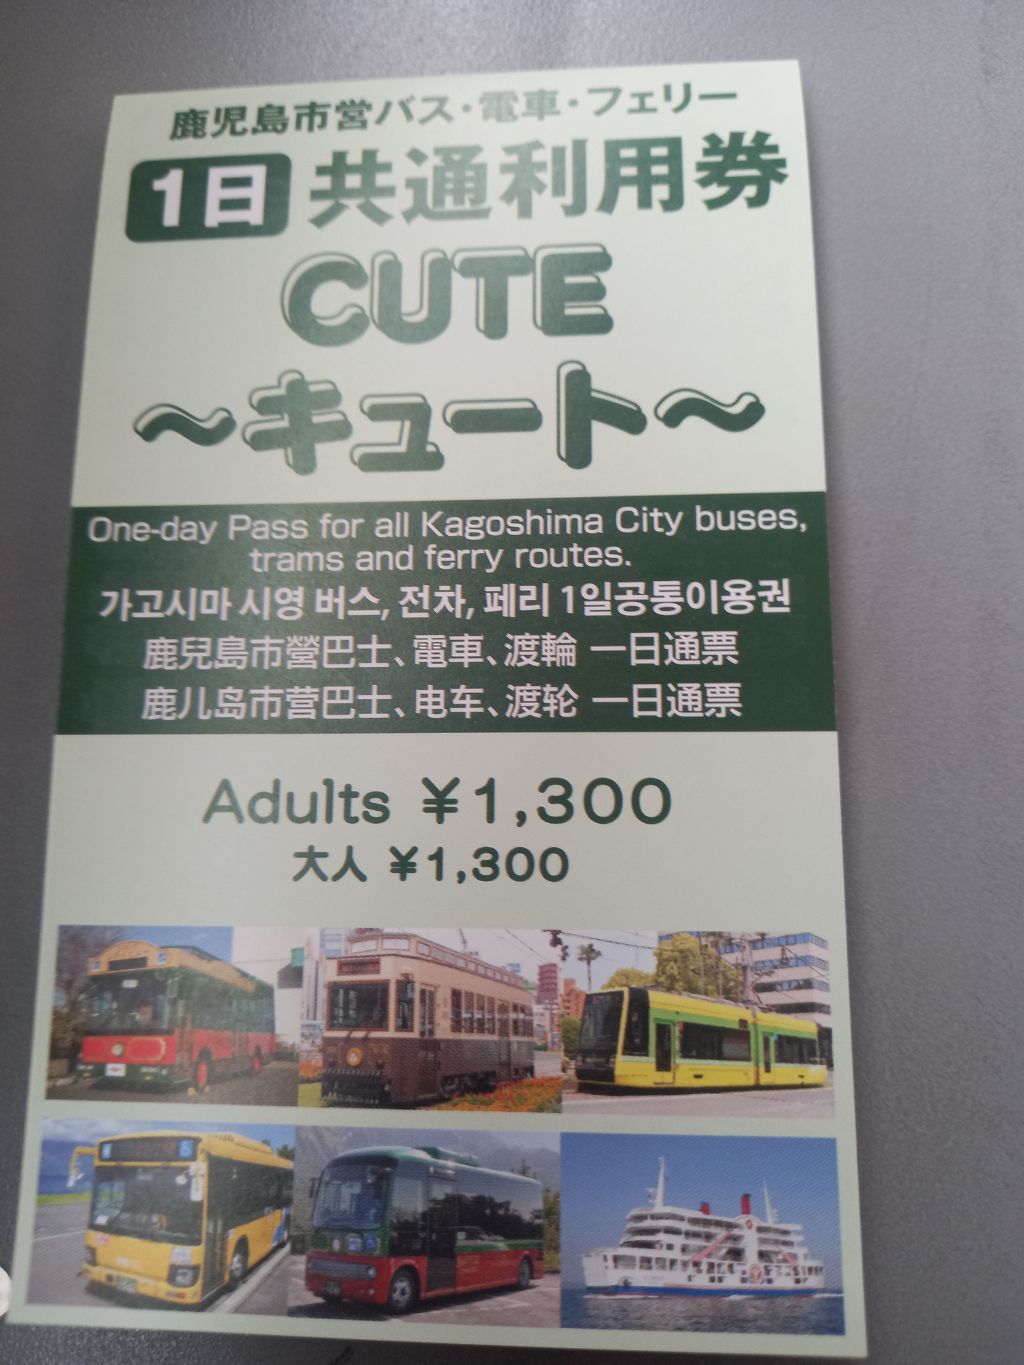 鹿児島市営バス・電車・フェリー
1日 共通利用券
CUTE
～キュート～
One-day Pass for all Kagoshima City buses,
trams and ferry routes.
가고시마 시영 버스, 전차, 페리 1일공통이용권
鹿兒島市營巴士、電車、渡輪 一日通票
鹿儿岛市营巴士、电车、渡轮 一日通票
Adults ¥1,300
大人 ¥1,300